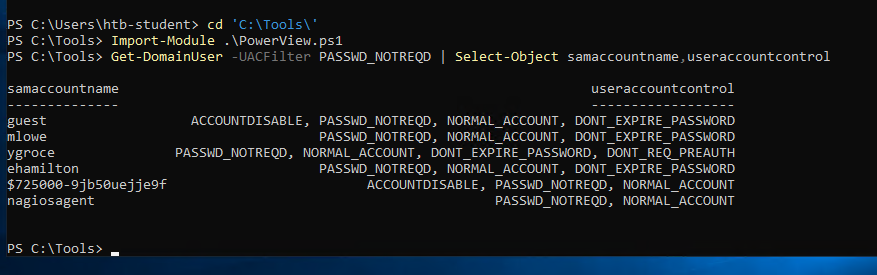 PS C:\Users\htb-student> cd 'C:\Tools\'
PS C:\Tools> Import-Module .\PowerView.ps1
PS C:\Tools> Get-DomainUser -UACFilter PASSWD_NOTREQD | Select-Object samaccountname,useraccountcontrol
samaccountname useraccountcontrol
-------------- ------------------
guest ACCOUNTDISABLE, PASSWD_NOTREQD, NORMAL_ACCOUNT, DONT_EXPIRE_PASSWORD
mlowe PASSWD_NOTREQD, NORMAL_ACCOUNT, DONT_EXPIRE_PASSWORD
ygroce PASSWD_NOTREQD, NORMAL_ACCOUNT, DONT_EXPIRE_PASSWORD, DONT_REQ_PREAUTH
ehamilton PASSWD_NOTREQD, NORMAL_ACCOUNT, DONT_EXPIRE_PASSWORD
$725000-9jb50uejje9f ACCOUNTDISABLE, PASSWD_NOTREQD, NORMAL_ACCOUNT
nagiosagent PASSWD_NOTREQD, NORMAL_ACCOUNT
PS C:\Tools>